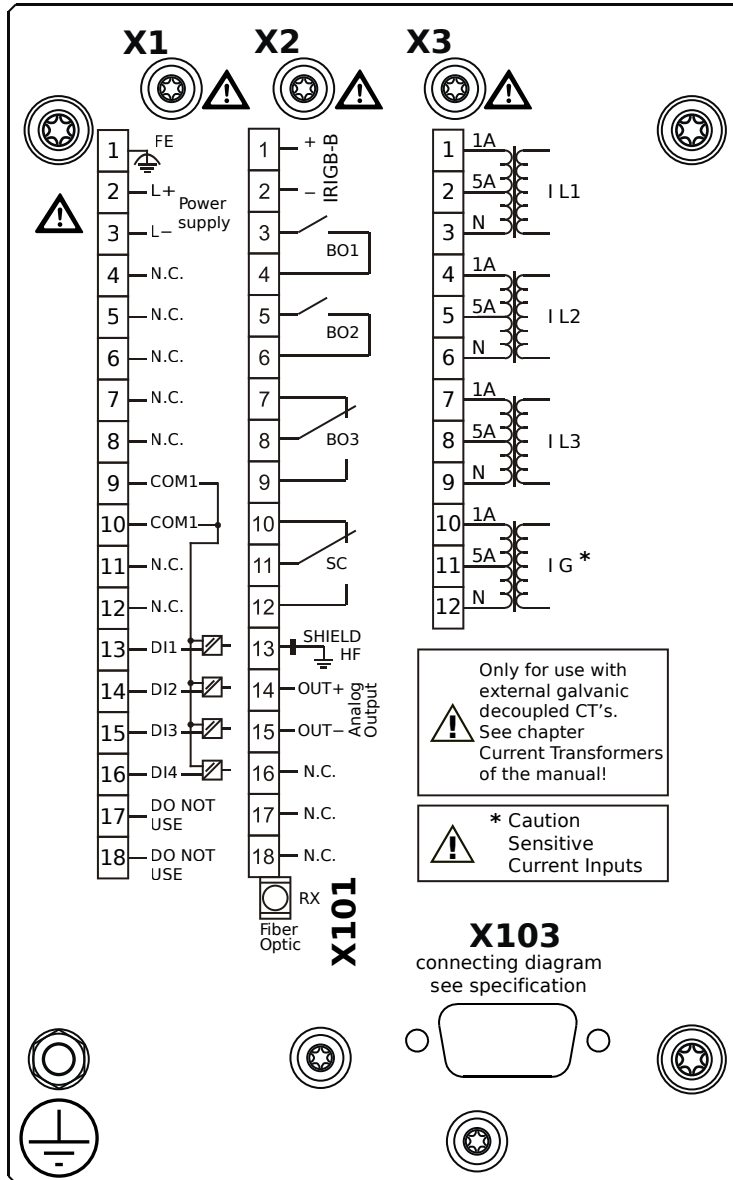 X1
X2
X3
1 FE
2 L+
Power
supply
3 L−
4 N.C.
5 N.C.
6 N.C.
7 N.C.
8 N.C.
9 COM1
10 COM1
11 N.C.
12 N.C.
13 DI1
14 DI2
15 DI3
16 DI4
17 DO NOT
USE
18 DO NOT
USE
1 +
IRIGB-B
2 −
3
BO1
4
5
BO2
6
7
8 BO3
9
10
11 SC
12
13 SHIELD
HF
14 OUT+
Analog
Output
15 OUT−
16 N.C.
17 N.C.
18 N.C.
RX
Fiber
Optic
X101
1 1A
2 5A I L1
3 N
4 1A
5 5A I L2
6 N
7 1A
8 5A I L3
9 N
10 1A
11 5A I G *
12 N
! Only for use with
external galvanic
decoupled CT's.
See chapter
Current Transformers
of the manual!
! * Caution
Sensitive
Current Inputs
X103
connecting diagram
see specification